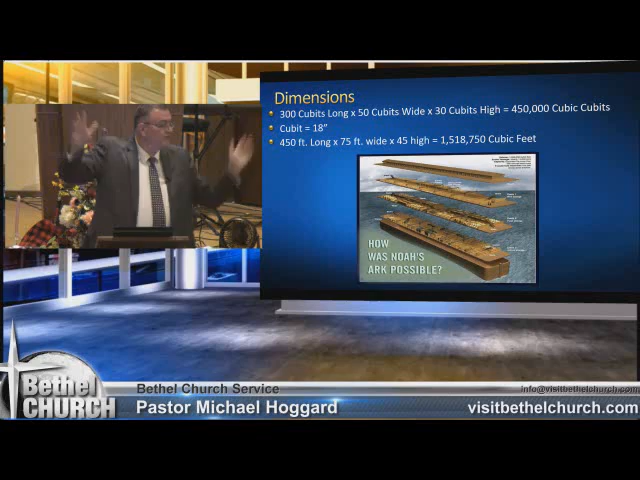 Dimensions
300 Cubits Long x 50 Cubits Wide x 30 Cubits High = 450,000 Cubic Cubits
Cubit = 18”
450 ft. Long x 75 ft. wide x 45 high = 1,518,750 Cubic Feet
HOW
WAS NOAH'S
ARK POSSIBLE?
Bethel
CHURCH
Bethel Church Service
info@visitbethelchurch.com
Pastor Michael Hoggard
visitbethelchurch.com